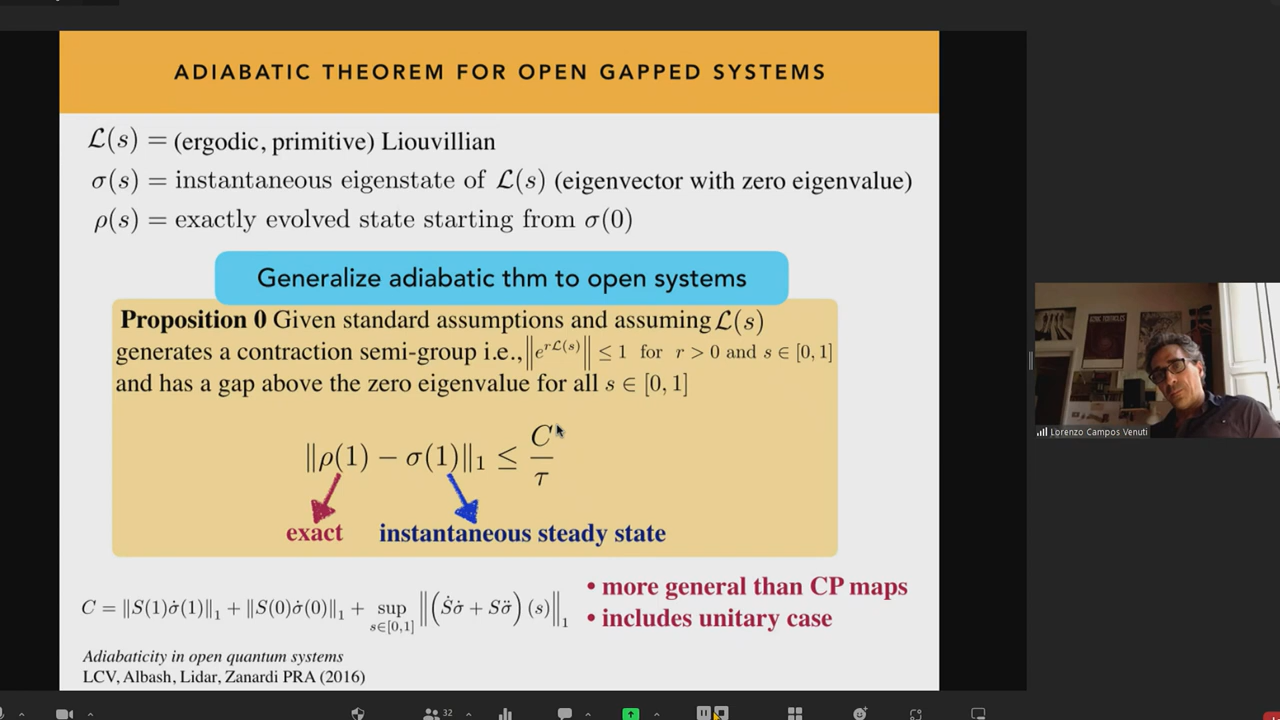 ADIABATIC THEOREM FOR OPEN GAPPED SYSTEMS
ℒ(s) = (ergodic, primitive) Liouvillian
σ(s) = instantaneous eigenstate of ℒ(s) (eigenvector with zero eigenvalue)
ρ(s) = exactly evolved state starting from σ(0)
Generalize adiabatic thm to open systems
Proposition 0 Given standard assumptions and assuming ℒ(s)
generates a contraction semi-group i.e., ‖e^{rℒ(s)}‖ ≤ 1 for r > 0 and s ∈ [0, 1]
and has a gap above the zero eigenvalue for all s ∈ [0, 1]
‖ρ(1) − σ(1)‖₁ ≤ C/τ
exact instantaneous steady state
C = ‖S(1)σ̇(1)‖₁ + ‖S(0)σ̇(0)‖₁ + sup_{s∈[0,1]} ‖(Ṡσ̇ + Sσ̈)(s)‖₁
• more general than CP maps
• includes unitary case
Adiabaticity in open quantum systems
LCV, Albash, Lidar, Zanardi PRA (2016)
Lorenzo Campos Venuti
32